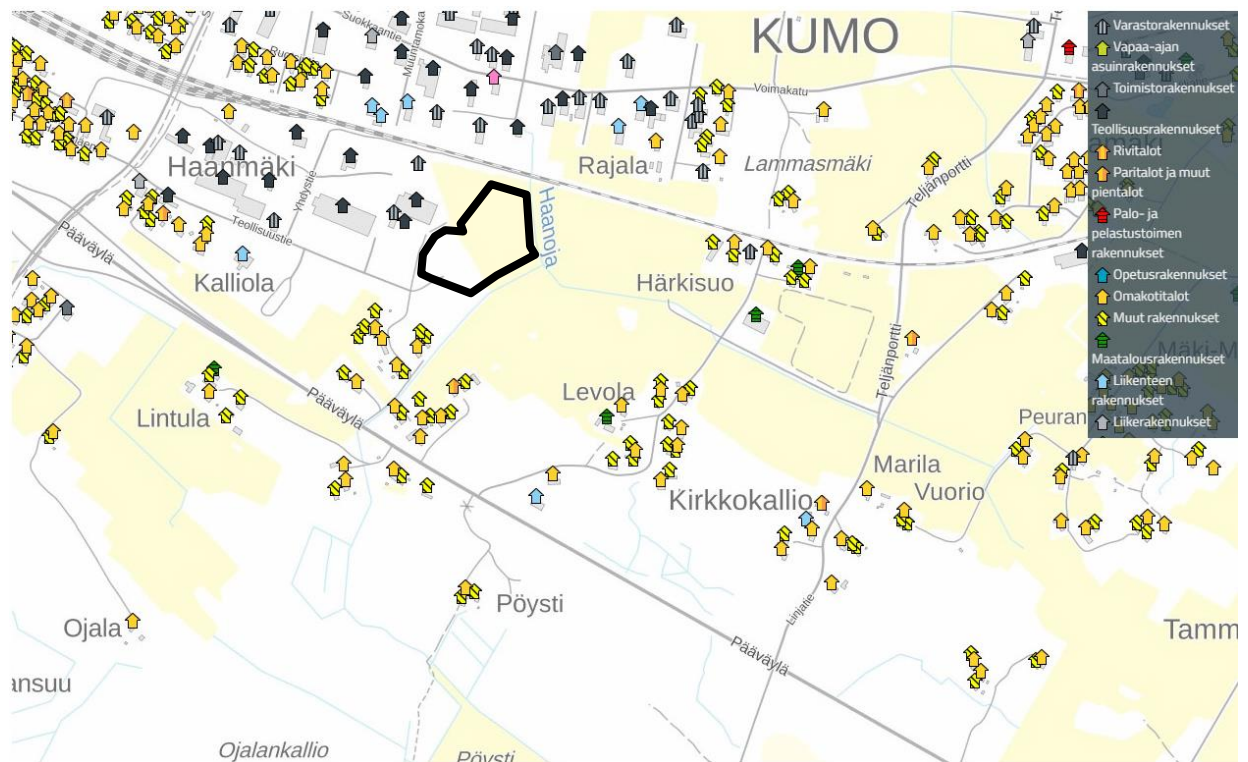 KUMO
Suokkaantie
Muuntamoka
Ruos
Voimakatu
Haanmäki
Rajala
Lammasmäki
Yhdystie
Haanoja
Teljänportti
Teollisuustie
Pääväylä
Kalliola
Härkisuo
Teljänportti
Mäki-M
Lintula
Pääväylä
Levola
Peuran
Marila
Vuorio
Kirkkokallio
Pöysti
Linjatie
Ojala
Pääväylä
Tamm
ansuu
Ojalankallio
Pöysti
Varastorakennukset
Vapaa-ajan
asuinrakennukset
Toimistorakennukset
Teollisuusrakennukset
Rivitalot
Paritalot ja muut
pientalot
Palo- ja
pelastustoimen
rakennukset
Opetusrakennukset
Omakotitalot
Muut rakennukset
Maatalousrakennukset
Liikenteen
rakennukset
Liikerakennukset